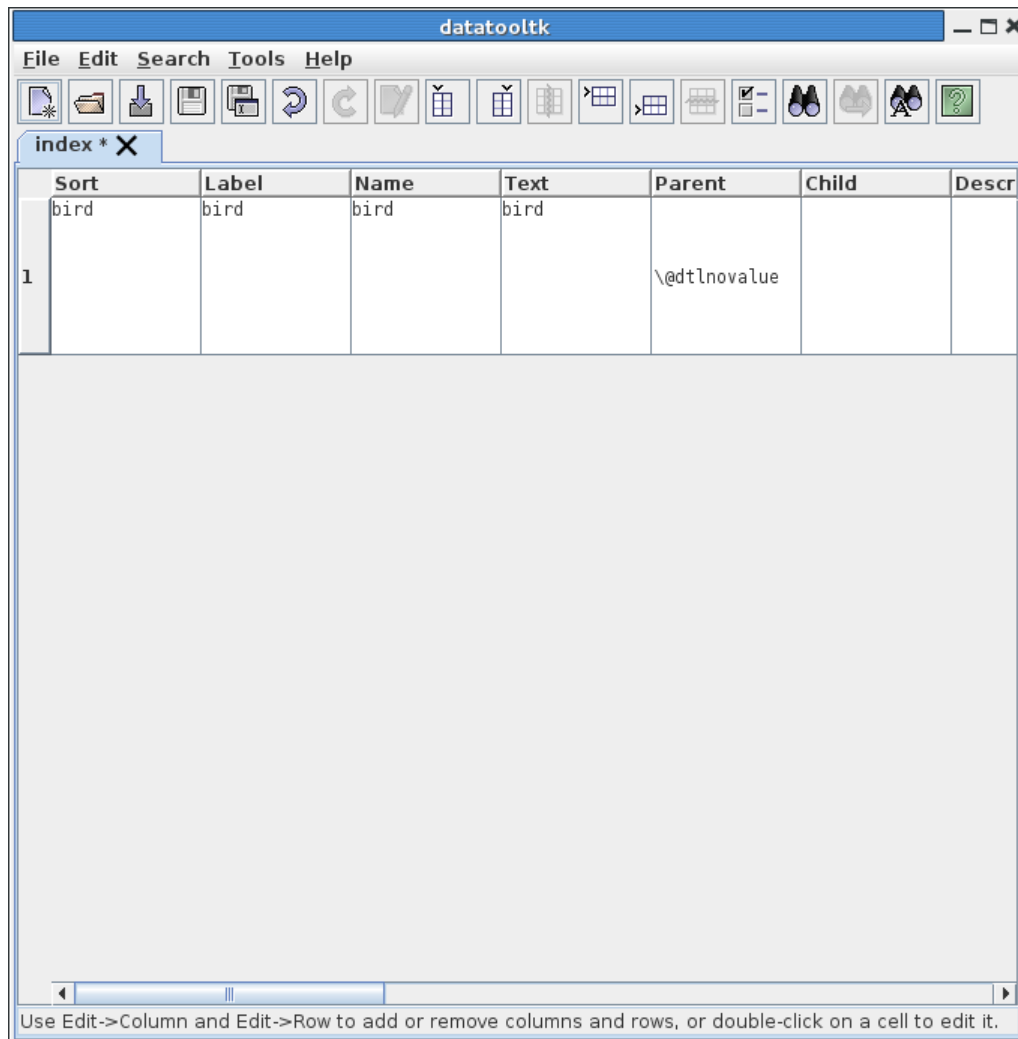 datatooltk
File Edit Search Tools Help
index *
Sort Label Name Text Parent Child Descr
bird bird bird bird
1 \@dtlnovalue
Use Edit->Column and Edit->Row to add or remove columns and rows, or double-click on a cell to edit it.